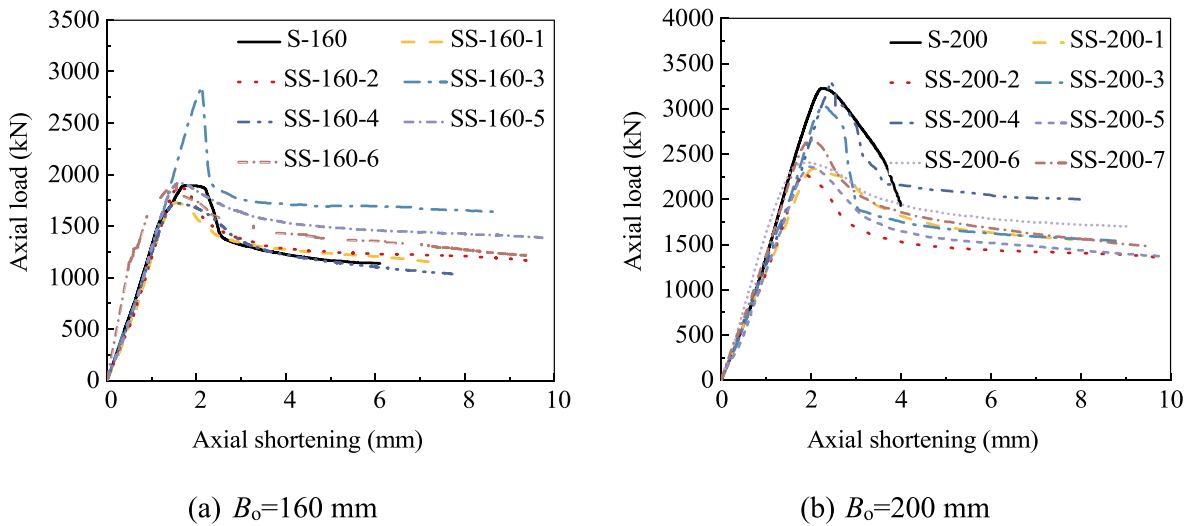 3500
3000
2500
2000
1500
1000
500
0
Axial load (kN)
S-160 SS-160-1
SS-160-2 SS-160-3
SS-160-4 SS-160-5
SS-160-6
0 2 4 6 8 10
Axial shortening (mm)
(a) Bo=160 mm
4000
3500
3000
2500
2000
1500
1000
500
0
Axial load (kN)
S-200 SS-200-1
SS-200-2 SS-200-3
SS-200-4 SS-200-5
SS-200-6 SS-200-7
0 2 4 6 8 10
Axial shortening (mm)
(b) Bo=200 mm